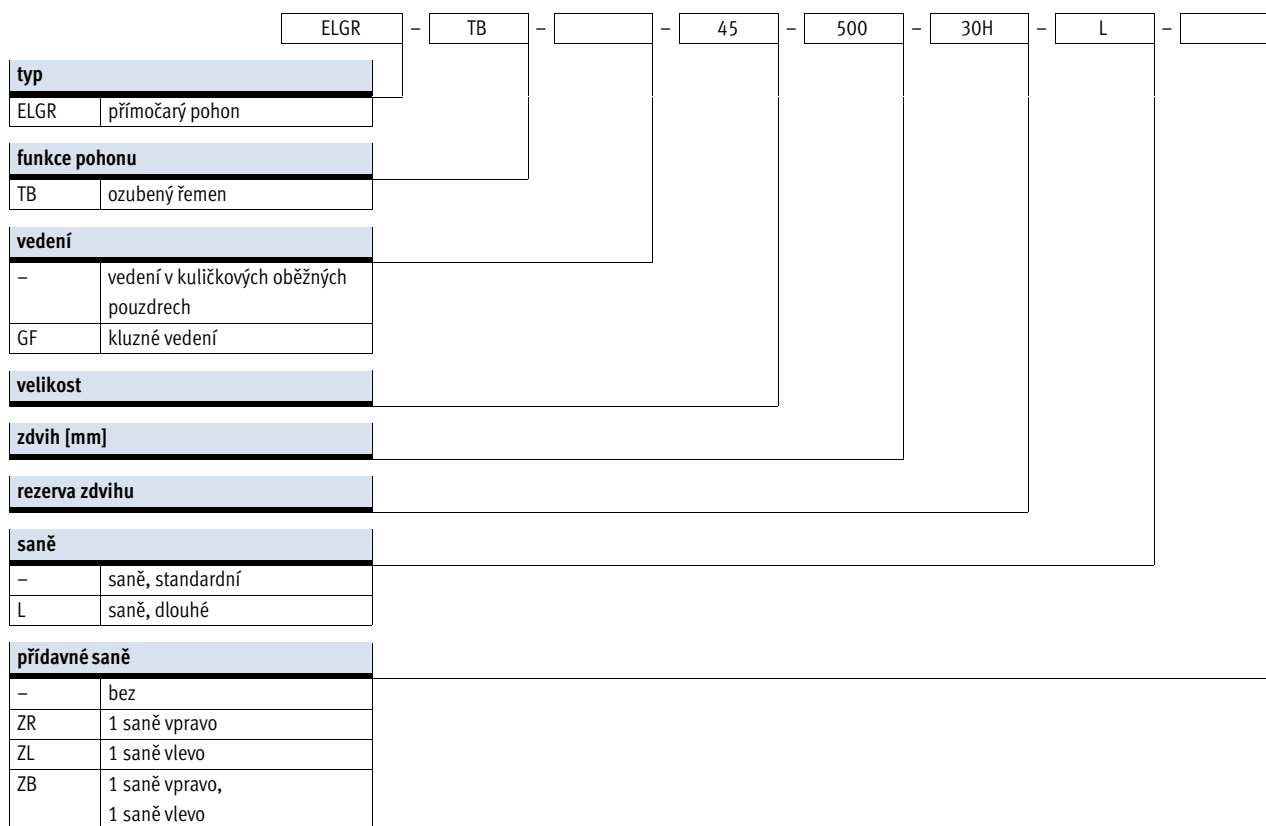 ELGR – TB – – 45 – 500 – 30H – L –
typ
ELGR přímočarý pohon
funkce pohonu
TB ozubený řemen
vedení
– vedení v kuličkových oběžných
pouzdrech
GF kluzné vedení
velikost
zdvih [mm]
rezerva zdvihu
saně
– saně, standardní
L saně, dlouhé
přídavné saně
– bez
ZR 1 saně vpravo
ZL 1 saně vlevo
ZB 1 saně vpravo,
1 saně vlevo